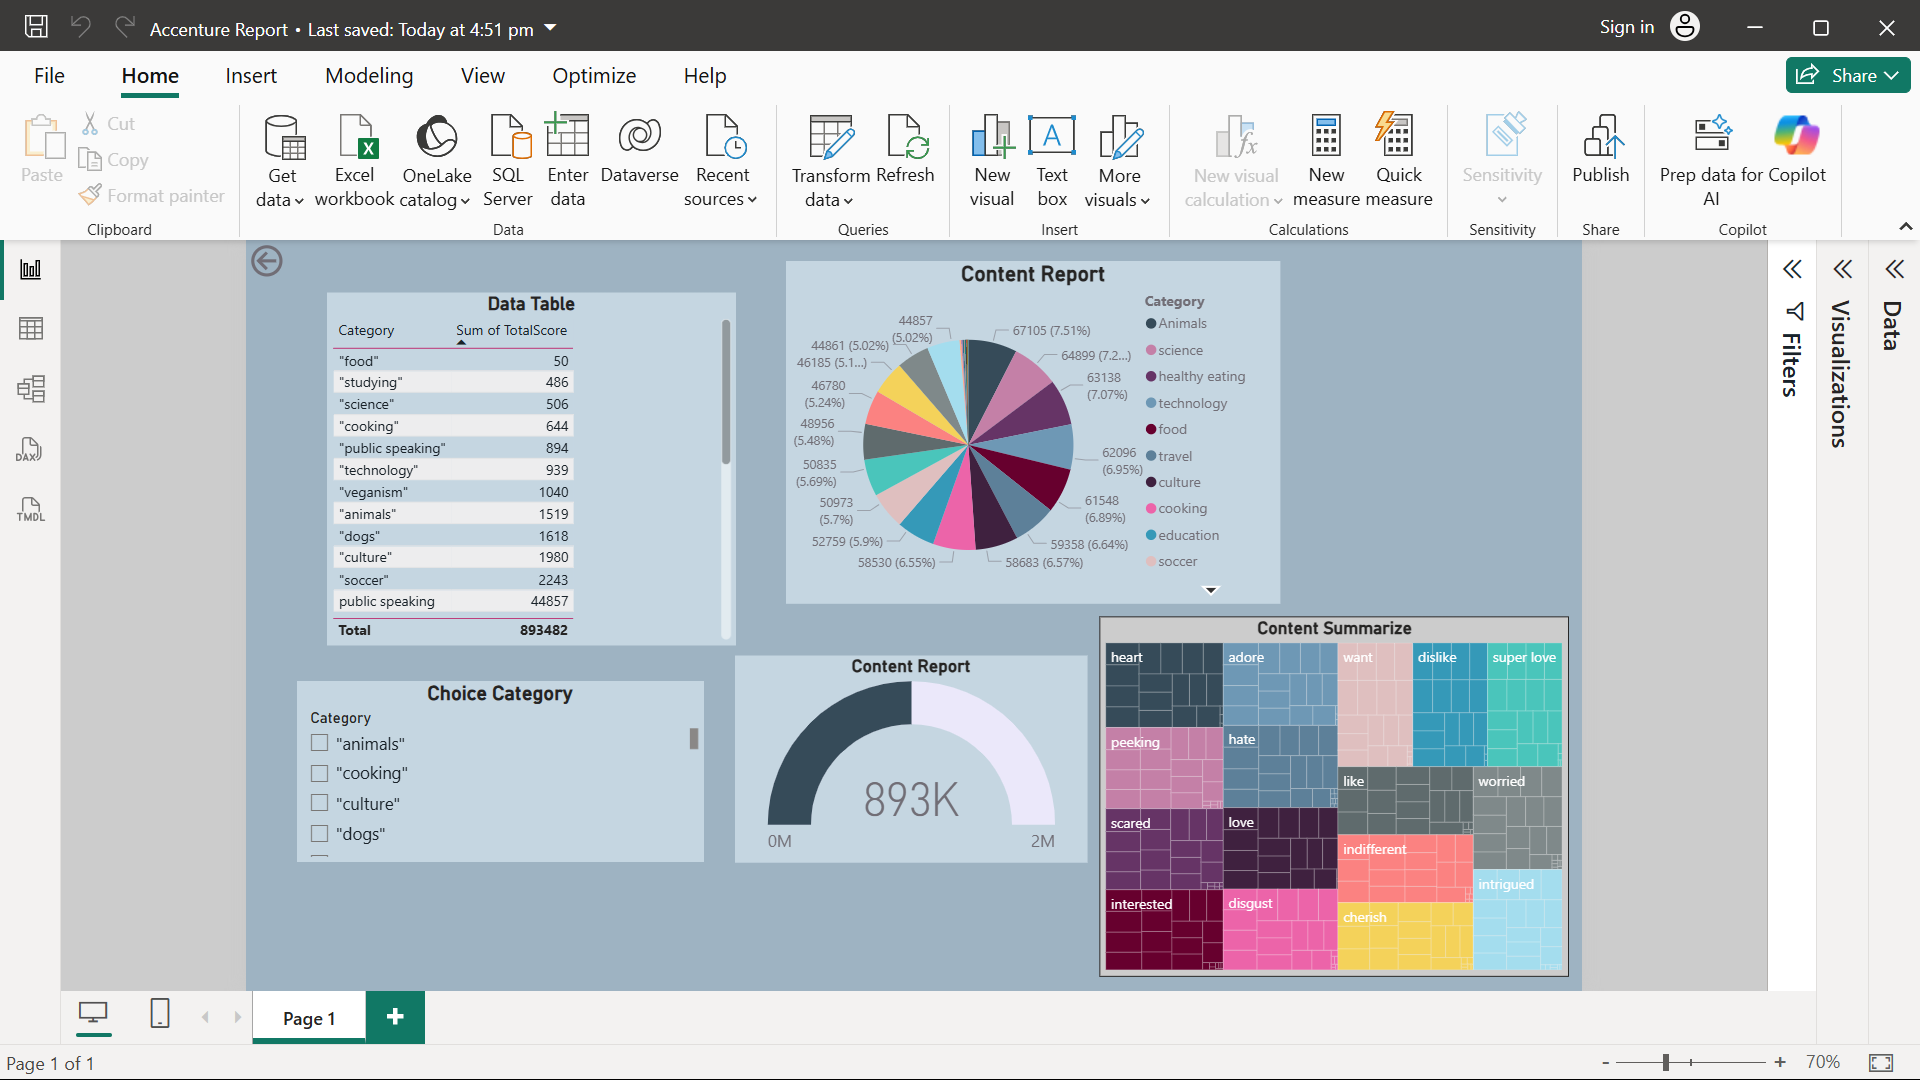 Accenture Report • Last saved: Today at 4:51 pm
Sign in
File Home Insert Modeling View Optimize Help
Share
Paste
Cut
Copy
Format painter
Clipboard
Get data
Excel workbook
OneLake catalog
SQL Server
Enter data
Dataverse
Recent sources
Data
Transform data
Refresh
Queries
New visual
Text box
More visuals
Insert
New visual calculation
New measure
Quick measure
Calculations
Sensitivity
Sensitivity
Publish
Share
Prep data for AI
Copilot
Copilot
DAX
TMDL
Data Table
Category Sum of TotalScore
"food" 50
"studying" 486
"science" 506
"cooking" 644
"public speaking" 894
"technology" 939
"veganism" 1040
"animals" 1519
"dogs" 1618
"culture" 1980
"soccer" 2243
public speaking 44857
Total 893482
Content Report
67105 (7.51%)
64899 (7.2...)
63138 (7.07%)
62096 (6.95%)
61548 (6.89%)
59358 (6.64%)
58683 (6.57%)
58530 (6.55%)
52759 (5.9%)
50973 (5.7%)
50835 (5.69%)
48956 (5.48%)
46780 (5.24%)
46185 (5.1...)
44861 (5.02%)
44857 (5.02%)
Category
Animals
science
healthy eating
technology
food
travel
culture
cooking
education
soccer
Choice Category
Category
"animals"
"cooking"
"culture"
"dogs"
Content Report
893K
0M
2M
Content Summarize
heart
peeking
scared
interested
adore
hate
love
disgust
want
dislike
super love
like
worried
indifferent
intrigued
cherish
Filters
Visualizations
Data
Page 1
Page 1 of 1
70%